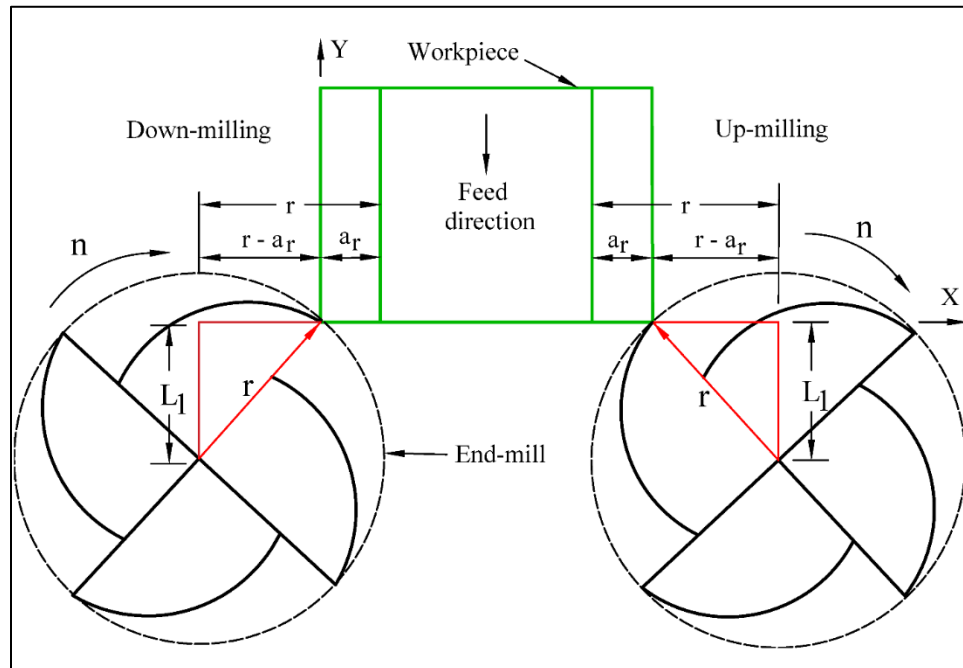 Y
Workpiece
Down-milling
Up-milling
Feed
direction
r
r
n
n
r - ar
ar
ar
r - ar
X
L1
r
r
L1
End-mill